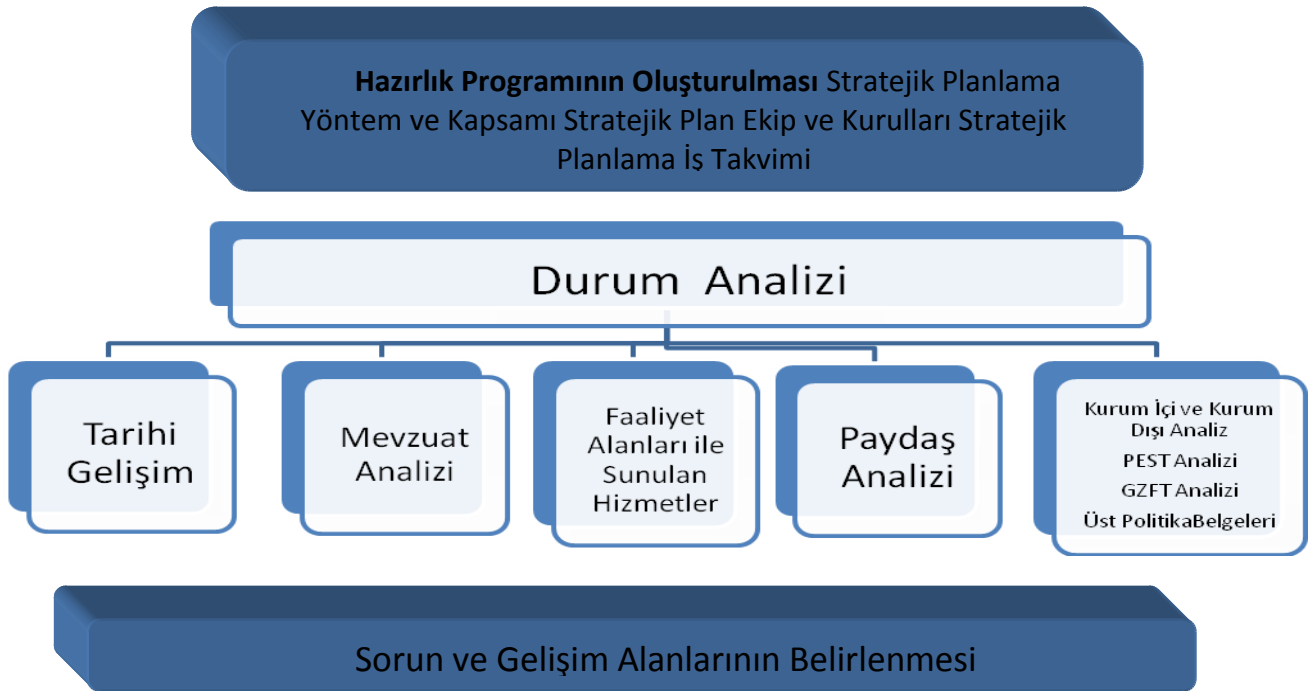 Hazırlık Programının Oluşturulması Stratejik Planlama
Yöntem ve Kapsamı Stratejik Plan Ekip ve Kurulları Stratejik
Planlama İş Takvimi
Durum Analizi
Tarihi
Gelişim
Mevzuat
Analizi
Faaliyet
Alanları ile
Sunulan
Hizmetler
Paydaş
Analizi
Kurum İçi ve Kurum
Dışı Analiz
PEST Analizi
GZFT Analizi
Üst PolitikaBelgeleri
Sorun ve Gelişim Alanlarının Belirlenmesi